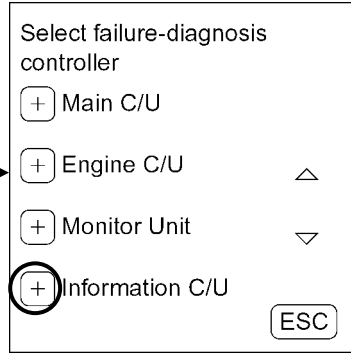 Select failure-diagnosis
controller
+ Main C/U
+ Engine C/U
+ Monitor Unit
+ Information C/U
ESC